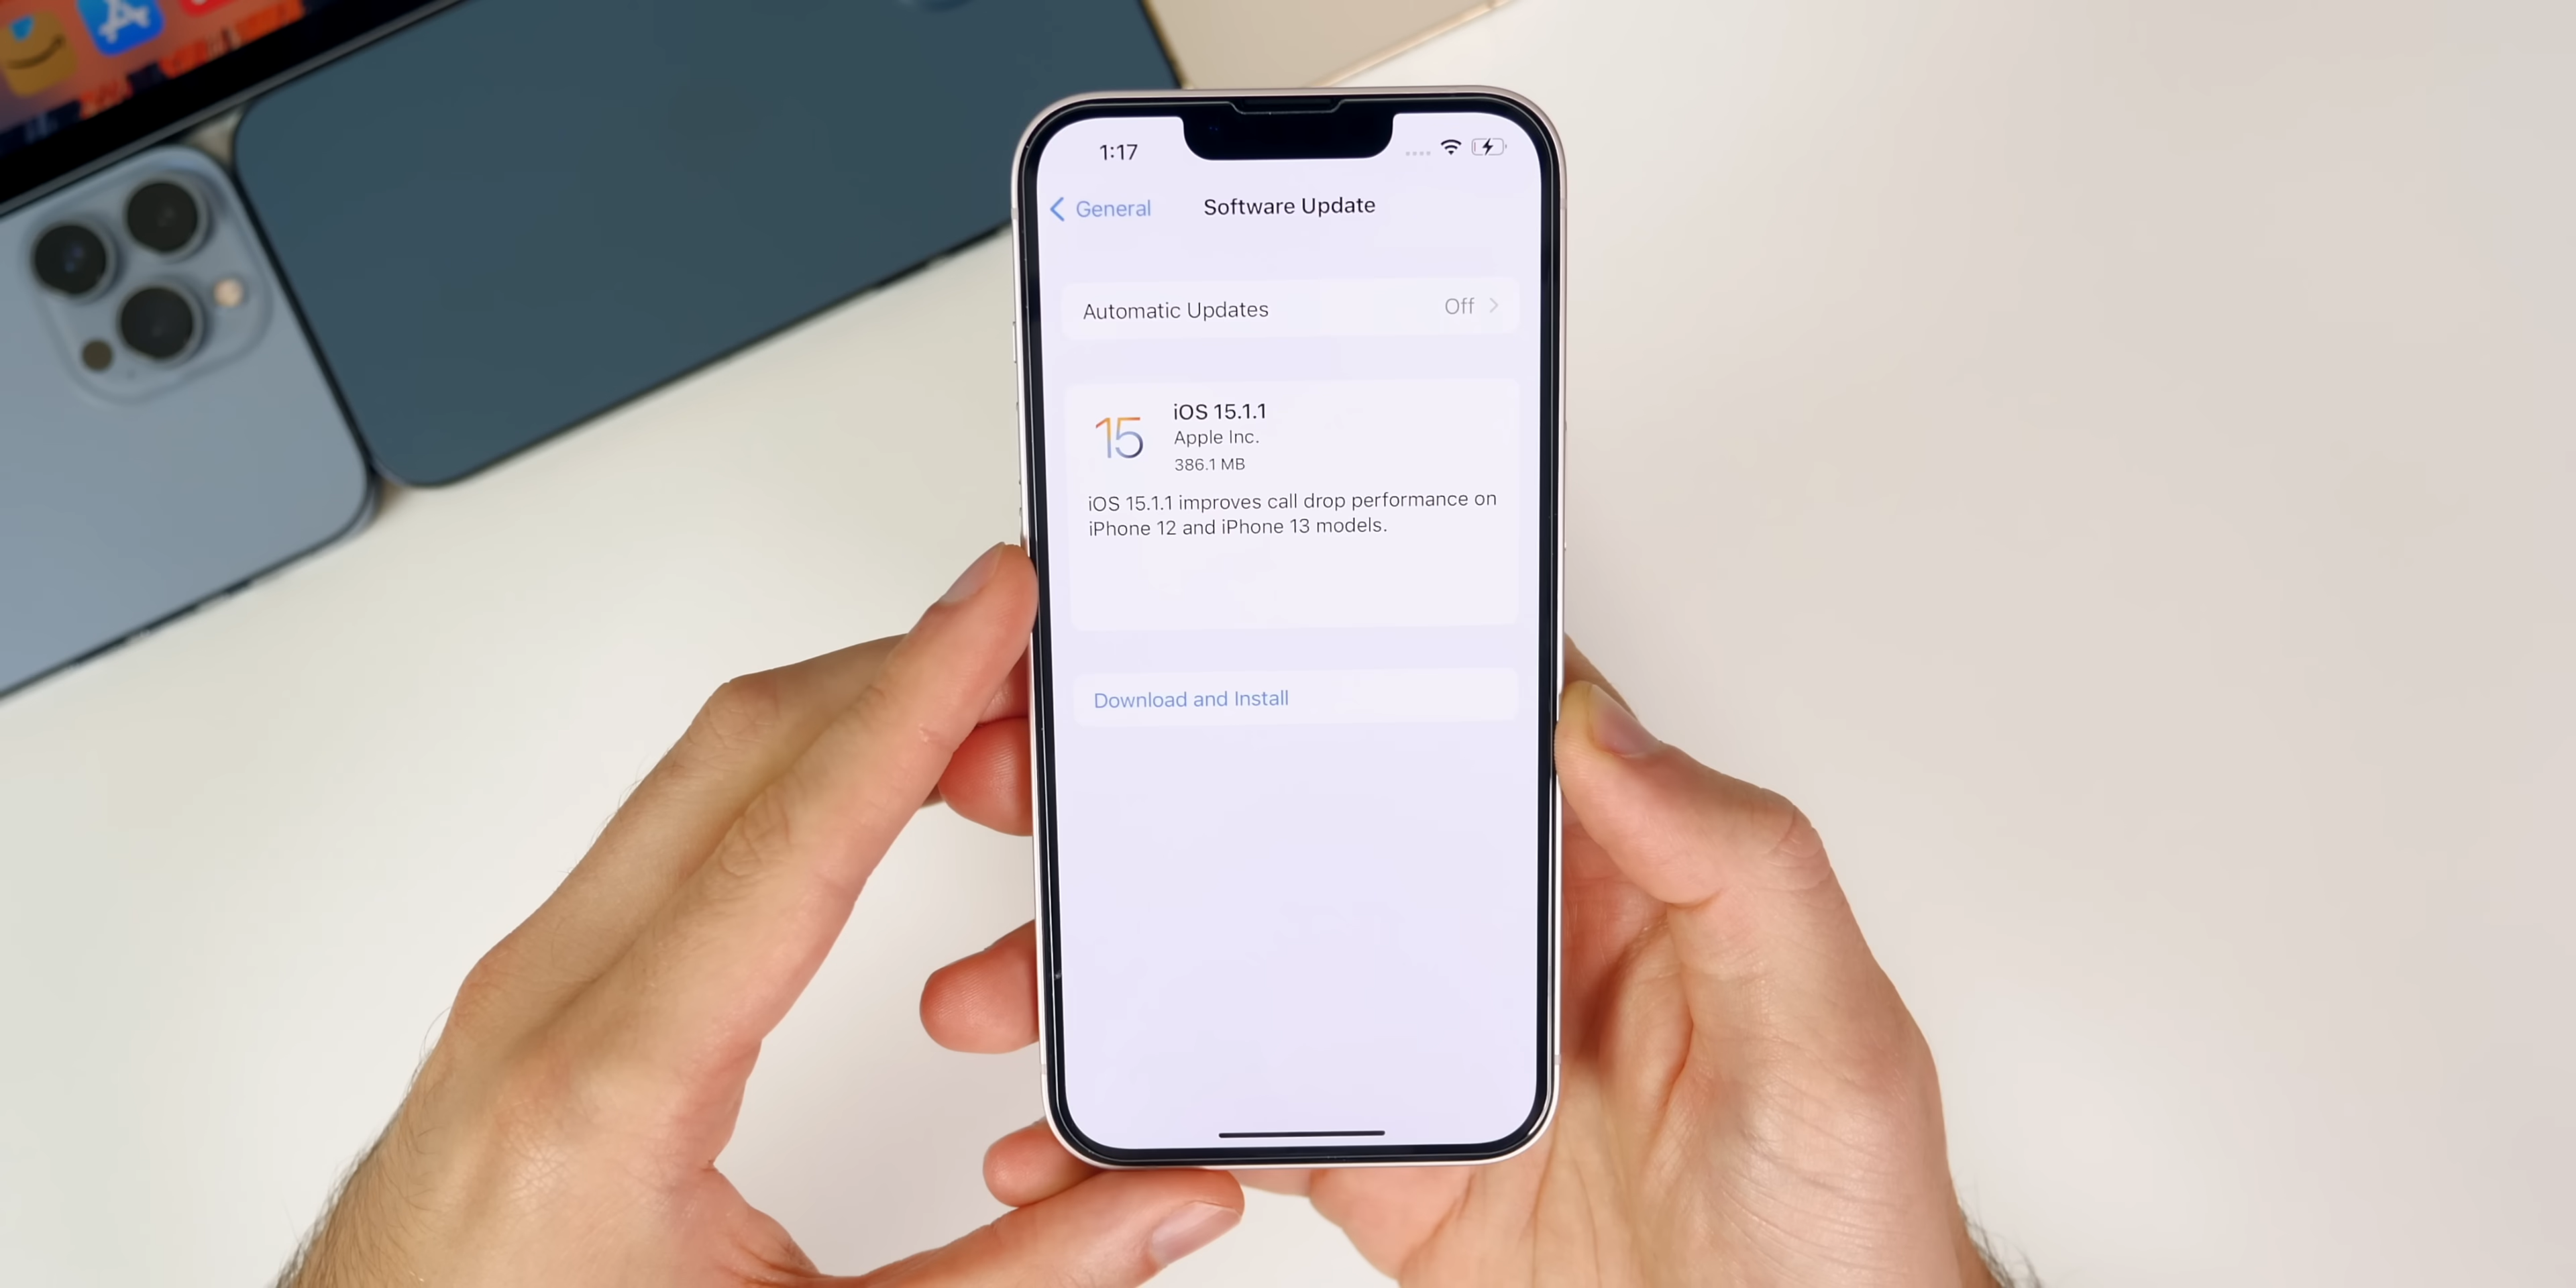 1:17
General
Software Update
Automatic Updates
Off
15
iOS 15.1.1
Apple Inc.
386.1 MB
iOS 15.1.1 improves call drop performance on
iPhone 12 and iPhone 13 models.
Download and Install